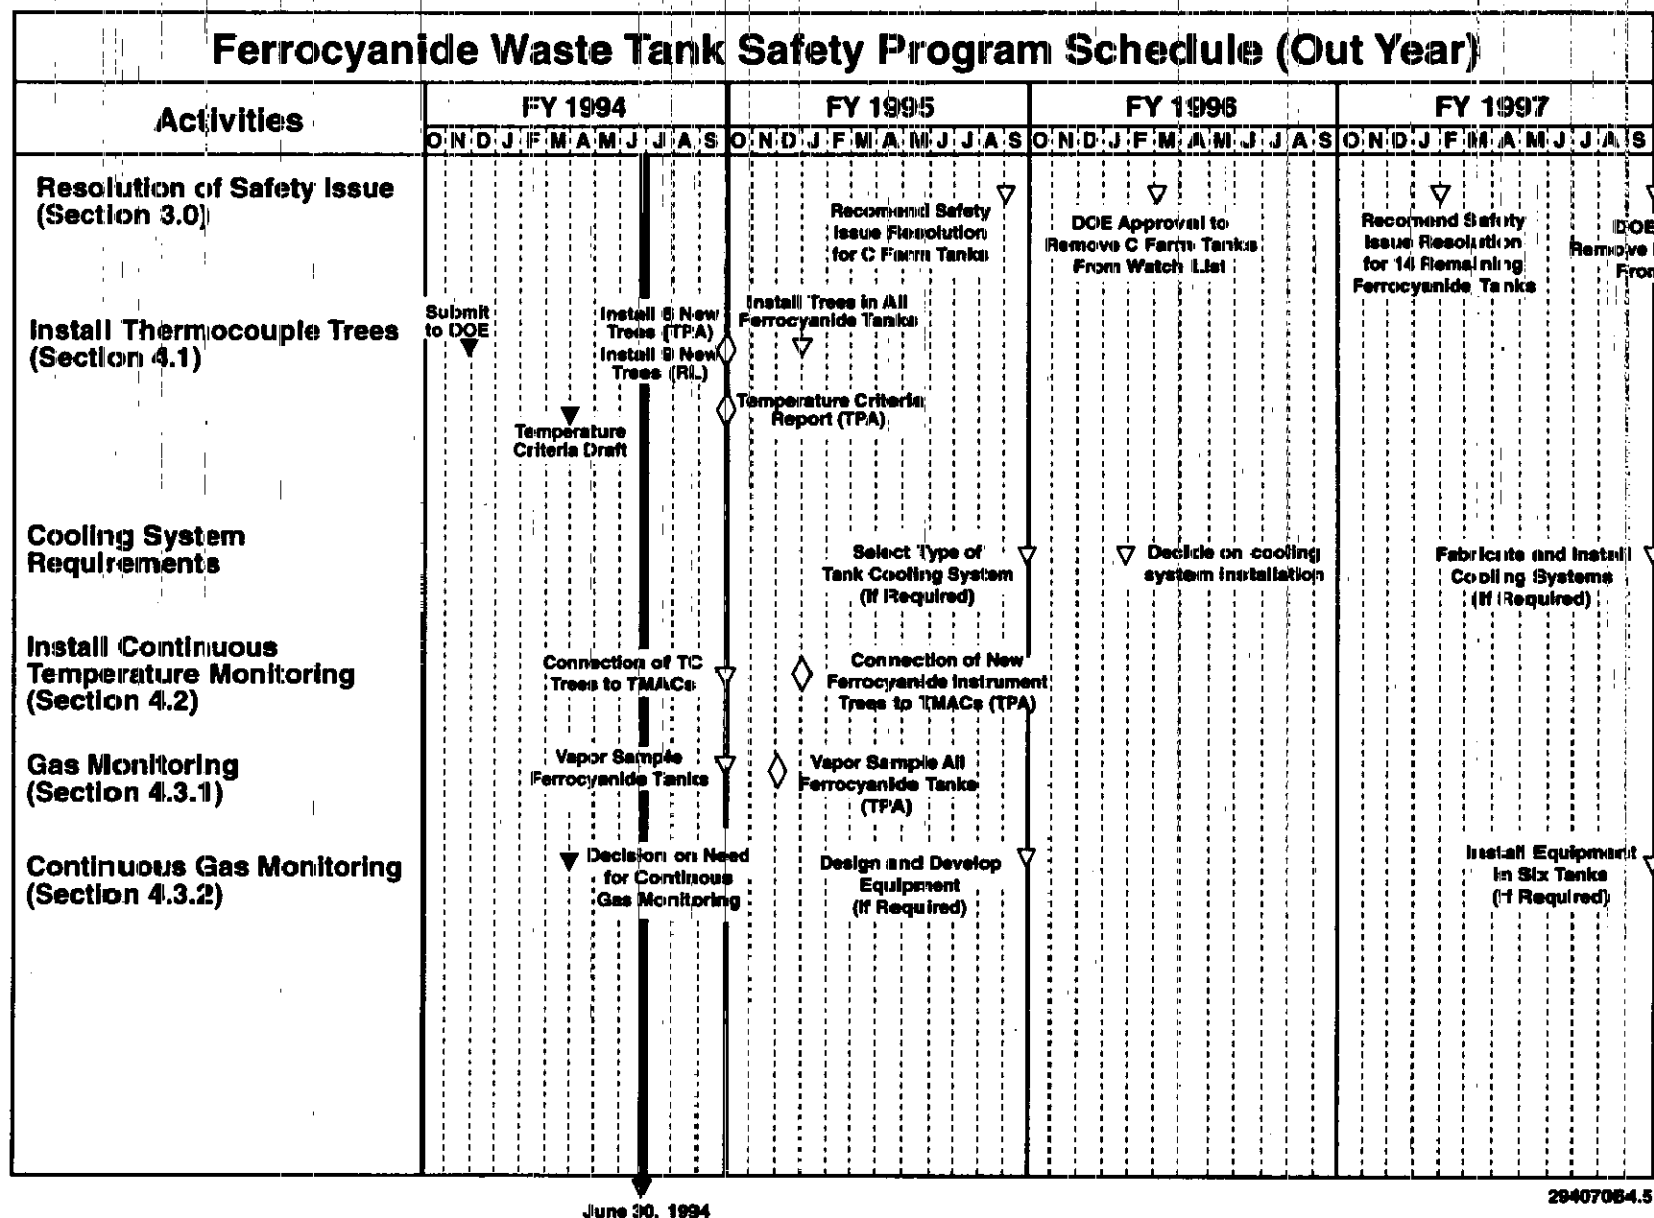 Ferrocyanide Waste Tank Safety Program Schedule (Out Year)
Activities
FY 1994
FY 1995
FY 1996
FY 1997
O N D J F M A M J J A S
O N D J F M A M J J A S
O N D J F M A M J J A S
O N D J F M A M J J A S
Resolution of Safety Issue
(Section 3.0)
Recomend Safety
Issue Resolution
for C Farm Tanks
DOE Approval to
Remove C Farm Tanks
From Watch List
Recomend Safety
Issue Resolution
for 14 Remaining
Ferrocyanide Tanks
DOE
Remove
From
Install Thermocouple Trees
(Section 4.1)
Submit
to DOE
Install 6 New
Trees (TPA)
Install 9 New
Trees (RL)
Install Trees in All
Ferrocyanide Tanks
Temperature
Criteria Draft
Temperature Criteria
Report (TPA)
Cooling System
Requirements
Select Type of
Tank Cooling System
(If Required)
Decide on cooling
system installation
Fabricate and Install
Cooling Systems
(If Required)
Install Continuous
Temperature Monitoring
(Section 4.2)
Connection of TC
Trees to TMACs
Connection of New
Ferrocyanide Instrument
Trees to TMACs (TPA)
Gas Monitoring
(Section 4.3.1)
Vapor Sample
Ferrocyanide Tanks
Vapor Sample All
Ferrocyanide Tanks
(TPA)
Continuous Gas Monitoring
(Section 4.3.2)
Decision on Need
for Continous
Gas Monitoring
Design and Develop
Equipment
(If Required)
Install Equipment
in Six Tanks
(If Required)
June 30, 1994